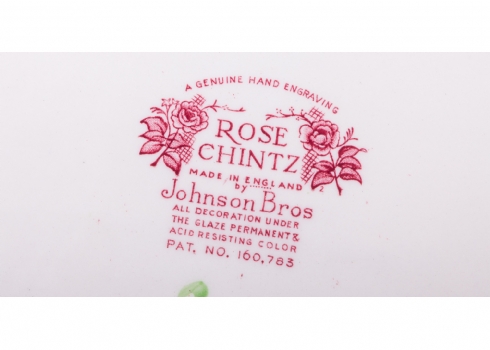 A GENUINE HAND ENGRAVING
ROSE
CHINTZ
MADE IN ENGLAND
by
Johnson Bros
2
ALL DECORATION UNDER
THE GLAZE PERMANENT &
ACID RESISTING COLOR
PAT. NO. 160,783